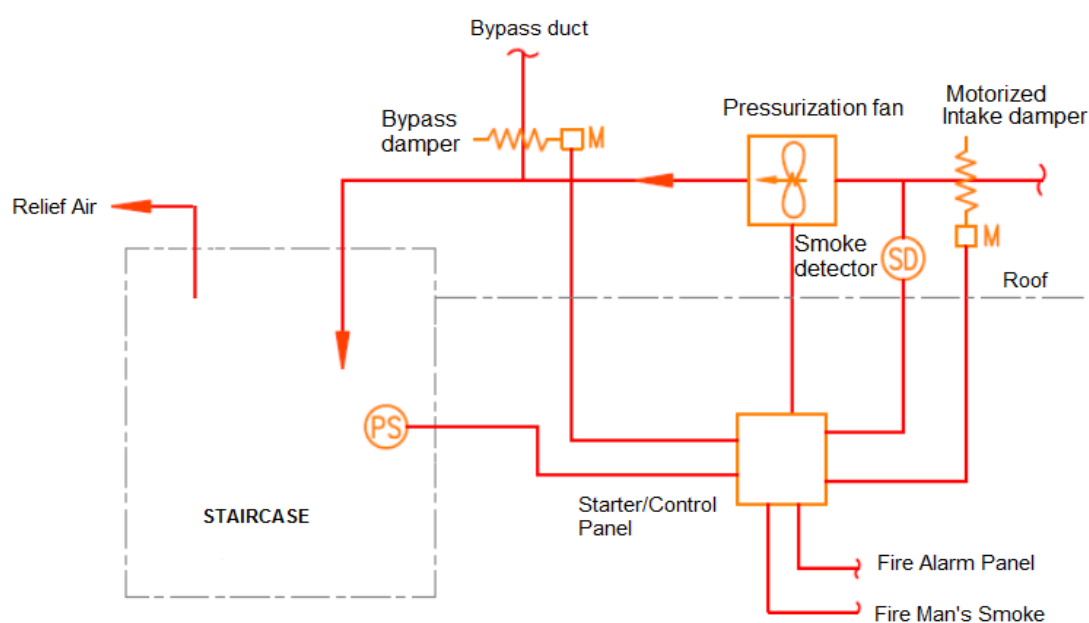 Bypass duct
Bypass
damper
M
Pressurization fan
Motorized
Intake damper
Relief Air
Smoke
detector
SD
M
Roof
PS
STAIRCASE
Starter/Control
Panel
Fire Alarm Panel
Fire Man's Smoke